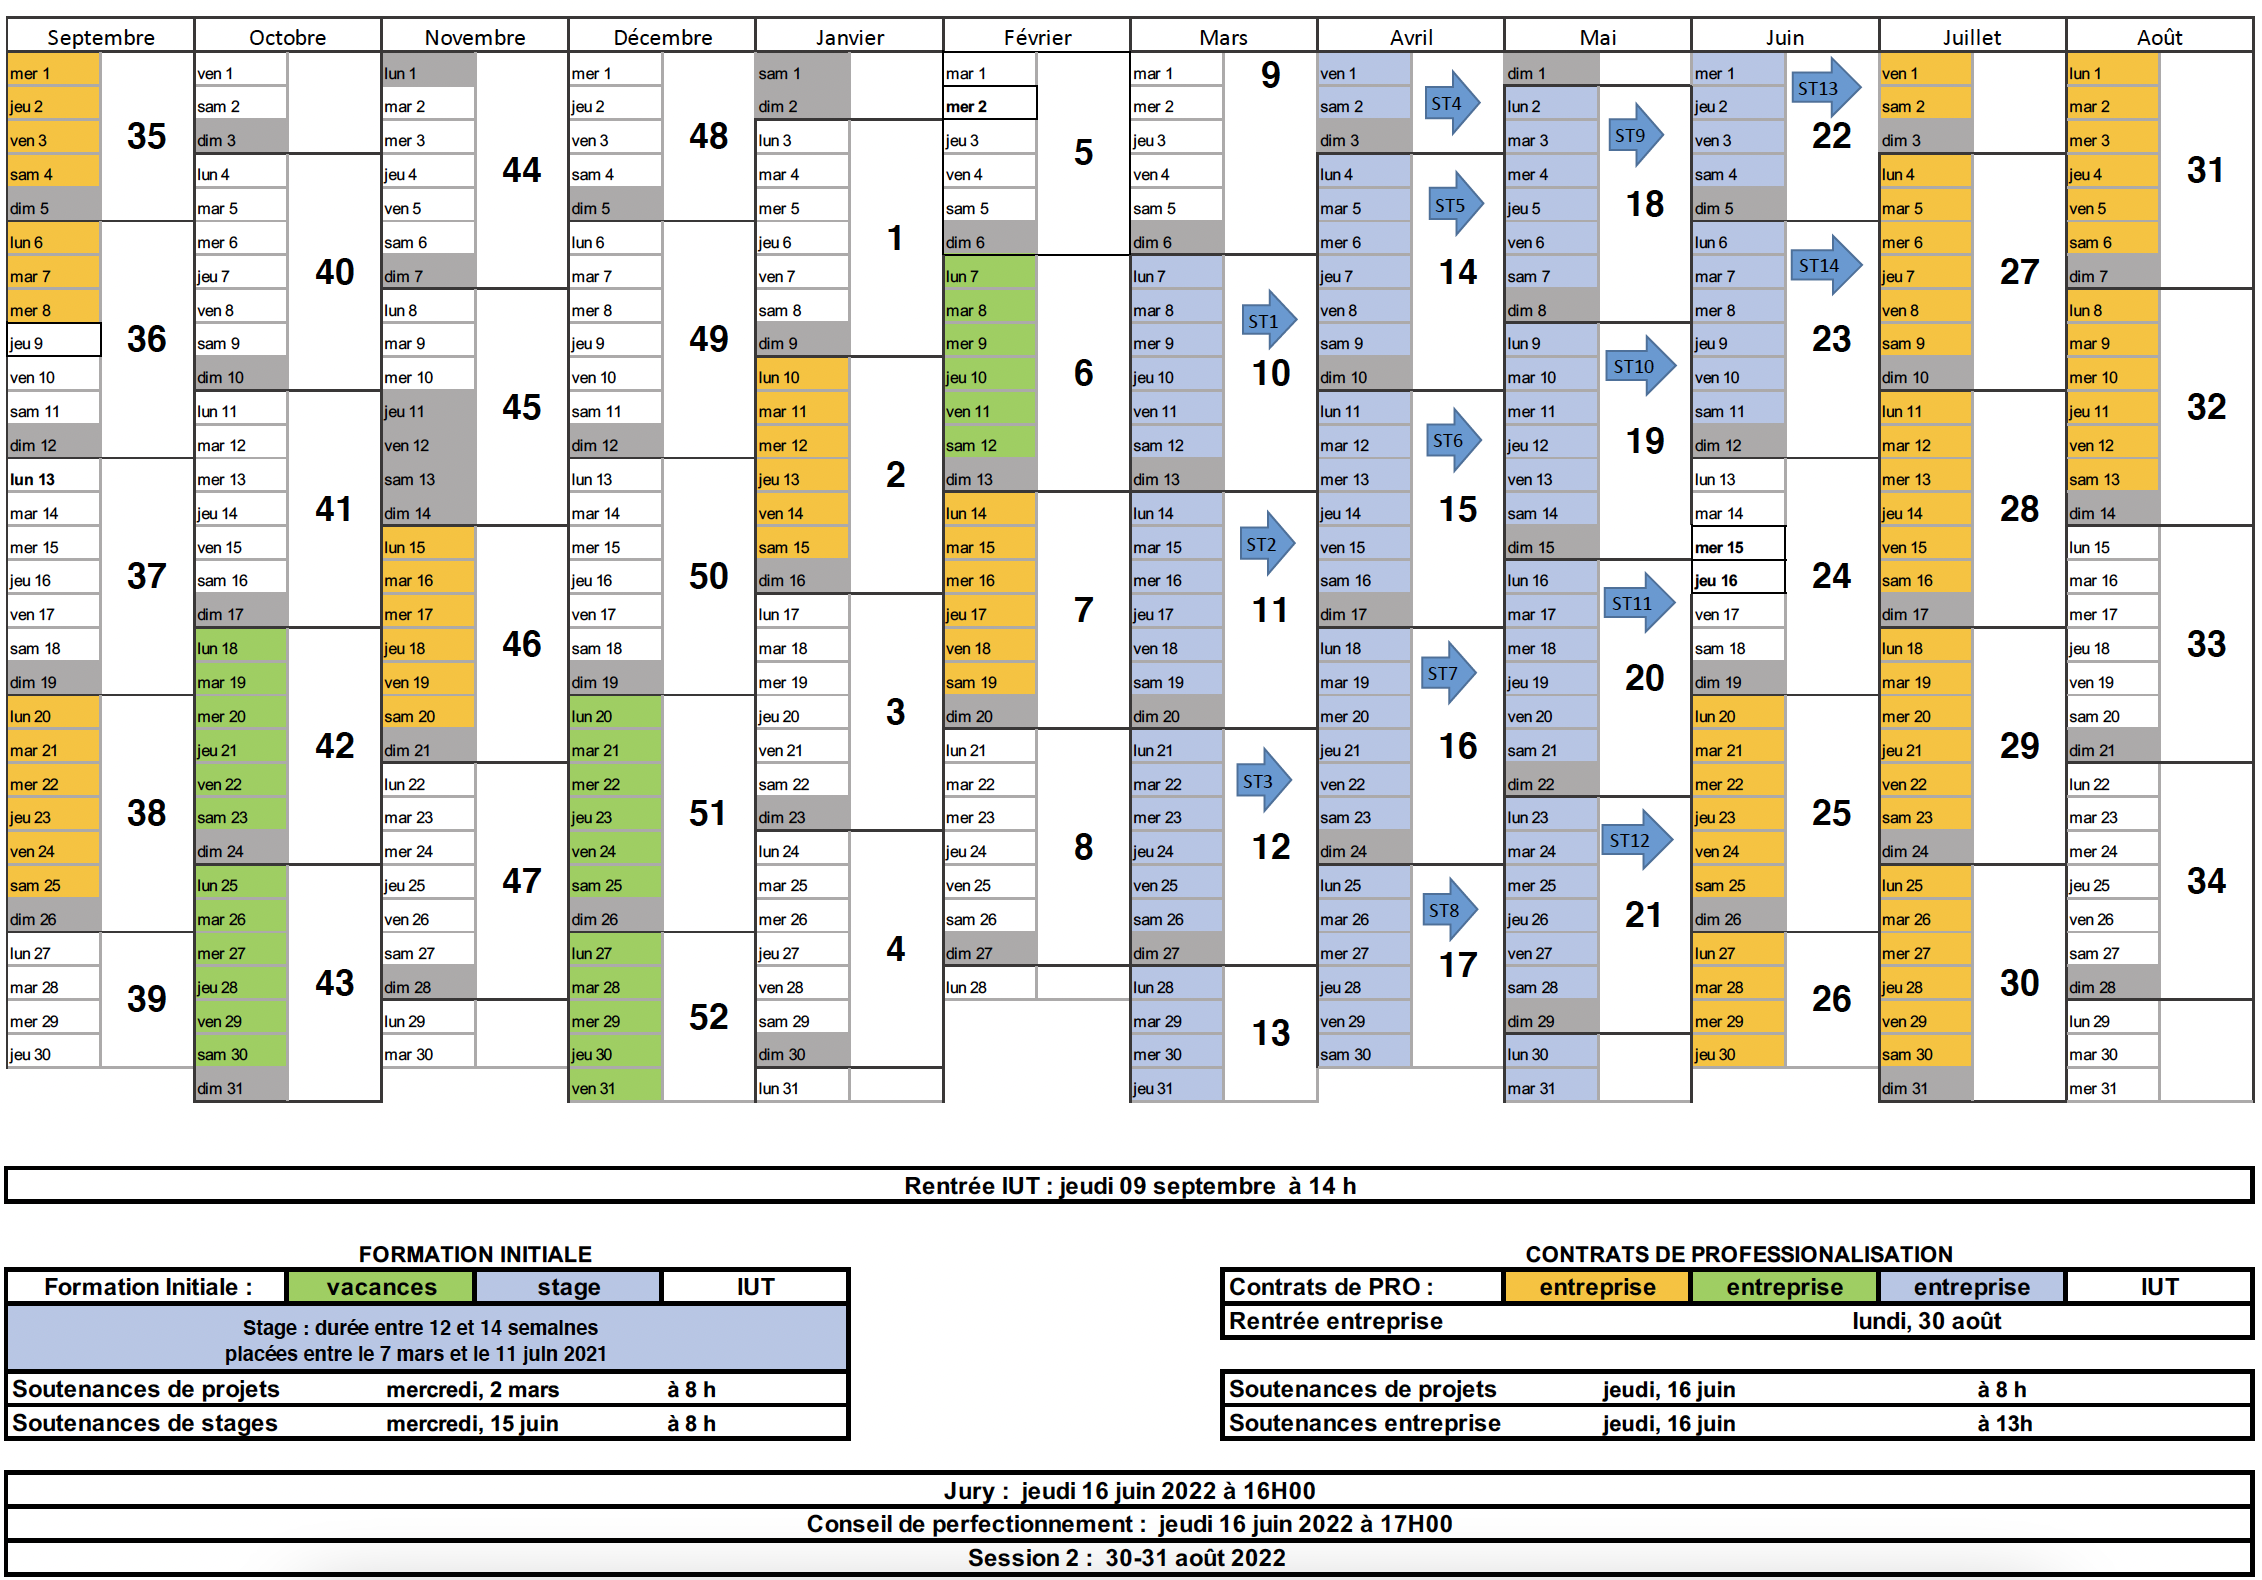 Septembre
mer 1
jeu 2
ven 3
sam 4
dim 5
lun 6
mar 7
mer 8
jeu 9
ven 10
sam 11
dim 12
lun 13
mar 14
mer 15
jeu 16
ven 17
sam 18
dim 19
lun 20
mar 21
mer 22
jeu 23
ven 24
sam 25
dim 26
lun 27
mar 28
mer 29
jeu 30
35
36
37
38
39
Octobre
ven 1
sam 2
dim 3
lun 4
mar 5
mer 6
jeu 7
ven 8
sam 9
dim 10
lun 11
mar 12
mer 13
jeu 14
ven 15
sam 16
dim 17
lun 18
mar 19
mer 20
jeu 21
ven 22
sam 23
dim 24
lun 25
mar 26
mer 27
jeu 28
ven 29
sam 30
dim 31
40
41
42
43
Novembre
lun 1
mar 2
mer 3
jeu 4
ven 5
sam 6
dim 7
lun 8
mar 9
mer 10
jeu 11
ven 12
sam 13
dim 14
lun 15
mar 16
mer 17
jeu 18
ven 19
sam 20
dim 21
lun 22
mar 23
mer 24
jeu 25
ven 26
sam 27
dim 28
lun 29
mar 30
44
45
46
47
Décembre
mer 1
jeu 2
ven 3
sam 4
dim 5
lun 6
mar 7
mer 8
jeu 9
ven 10
sam 11
dim 12
lun 13
mar 14
mer 15
jeu 16
ven 17
sam 18
dim 19
lun 20
mar 21
mer 22
jeu 23
ven 24
sam 25
dim 26
lun 27
mar 28
mer 29
jeu 30
ven 31
48
49
50
51
52
Janvier
sam 1
dim 2
lun 3
mar 4
mer 5
jeu 6
ven 7
sam 8
dim 9
lun 10
mar 11
mer 12
jeu 13
ven 14
sam 15
dim 16
lun 17
mar 18
mer 19
jeu 20
ven 21
sam 22
dim 23
lun 24
mar 25
mer 26
jeu 27
ven 28
sam 29
dim 30
lun 31
1
2
3
4
Février
mar 1
mer 2
jeu 3
ven 4
sam 5
dim 6
lun 7
mar 8
mer 9
jeu 10
ven 11
sam 12
dim 13
lun 14
mar 15
mer 16
jeu 17
ven 18
sam 19
dim 20
lun 21
mar 22
mer 23
jeu 24
ven 25
sam 26
dim 27
lun 28
5
6
7
8
Mars
mar 1
mer 2
jeu 3
ven 4
sam 5
dim 6
lun 7
mar 8
mer 9
jeu 10
ven 11
sam 12
dim 13
lun 14
mar 15
mer 16
jeu 17
ven 18
sam 19
dim 20
lun 21
mar 22
mer 23
jeu 24
ven 25
sam 26
dim 27
lun 28
mar 29
mer 30
jeu 31
9
ST1
10
ST2
11
ST3
12
13
Avril
ven 1
sam 2
dim 3
lun 4
mar 5
mer 6
jeu 7
ven 8
sam 9
dim 10
lun 11
mar 12
mer 13
jeu 14
ven 15
sam 16
dim 17
lun 18
mar 19
mer 20
jeu 21
ven 22
sam 23
dim 24
lun 25
mar 26
mer 27
jeu 28
ven 29
sam 30
ST4
ST5
14
ST6
15
ST7
16
ST8
17
Mai
dim 1
lun 2
mar 3
mer 4
jeu 5
ven 6
sam 7
dim 8
lun 9
mar 10
mer 11
jeu 12
ven 13
sam 14
dim 15
lun 16
mar 17
mer 18
jeu 19
ven 20
sam 21
dim 22
lun 23
mar 24
mer 25
jeu 26
ven 27
sam 28
dim 29
lun 30
mar 31
ST9
18
ST10
19
ST11
20
ST12
21
Juin
mer 1
jeu 2
ven 3
sam 4
dim 5
lun 6
mar 7
mer 8
jeu 9
ven 10
sam 11
dim 12
lun 13
mar 14
mer 15
jeu 16
ven 17
sam 18
dim 19
lun 20
mar 21
mer 22
jeu 23
ven 24
sam 25
dim 26
lun 27
mar 28
mer 29
jeu 30
ST13
22
ST14
23
24
25
26
Juillet
ven 1
sam 2
dim 3
lun 4
mar 5
mer 6
jeu 7
ven 8
sam 9
dim 10
lun 11
mar 12
mer 13
jeu 14
ven 15
sam 16
dim 17
lun 18
mar 19
mer 20
jeu 21
ven 22
sam 23
dim 24
lun 25
mar 26
mer 27
jeu 28
ven 29
sam 30
dim 31
27
28
29
30
Août
lun 1
mar 2
mer 3
jeu 4
ven 5
sam 6
dim 7
lun 8
mar 9
mer 10
jeu 11
ven 12
sam 13
dim 14
lun 15
mar 16
mer 17
jeu 18
ven 19
sam 20
dim 21
lun 22
mar 23
mer 24
jeu 25
ven 26
sam 27
dim 28
lun 29
mar 30
mer 31
31
32
33
34
Rentrée IUT : jeudi 09 septembre à 14 h
FORMATION INITIALE
Formation Initiale : vacances stage IUT
Stage : durée entre 12 et 14 semaines
placées entre le 7 mars et le 11 juin 2021
Soutenances de projets mercredi, 2 mars à 8 h
Soutenances de stages mercredi, 15 juin à 8 h
CONTRATS DE PROFESSIONALISATION
Contrats de PRO : entreprise entreprise entreprise IUT
Rentrée entreprise lundi, 30 août
Soutenances de projets jeudi, 16 juin à 8 h
Soutenances entreprise jeudi, 16 juin à 13h
Jury : jeudi 16 juin 2022 à 16H00
Conseil de perfectionnement : jeudi 16 juin 2022 à 17H00
Session 2 : 30-31 août 2022